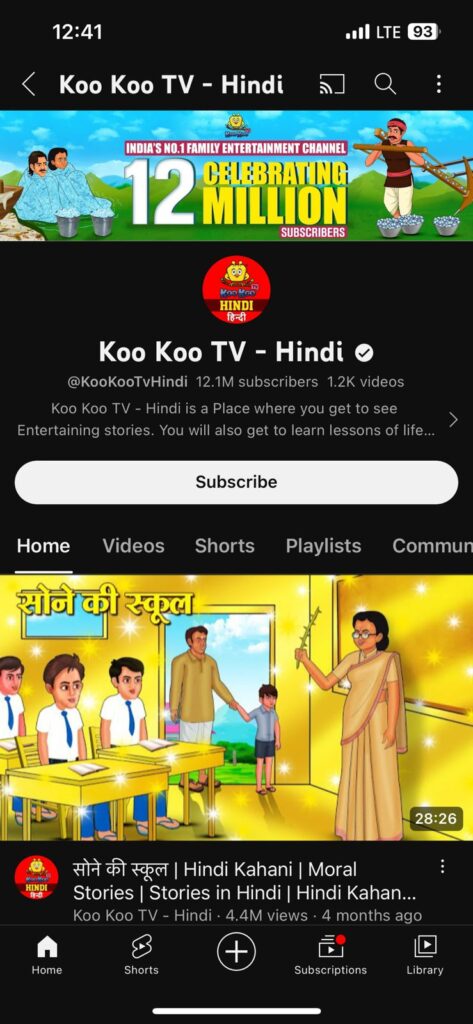 12:41
LTE 93
Koo Koo TV - Hindi
INDIA'S NO.1 FAMILY ENTERTAINMENT CHANNEL
12 CELEBRATING
MILLION
SUBSCRIBERS
HINDI
हिन्दी
Koo Koo TV - Hindi
@KooKooTvHindi 12.1M subscribers 1.2K videos
Koo Koo TV - Hindi is a Place where you get to see
Entertaining stories. You will also get to learn lessons of life...
Subscribe
Home Videos Shorts Playlists Commun
सोने की स्कूल
28:26
HINDI
सोने की स्कूल | Hindi Kahani | Moral
Stories | Stories in Hindi | Hindi Kahan...
Koo Koo TV - Hindi · 4.4M views · 4 months ago
Home Shorts Subscriptions Library